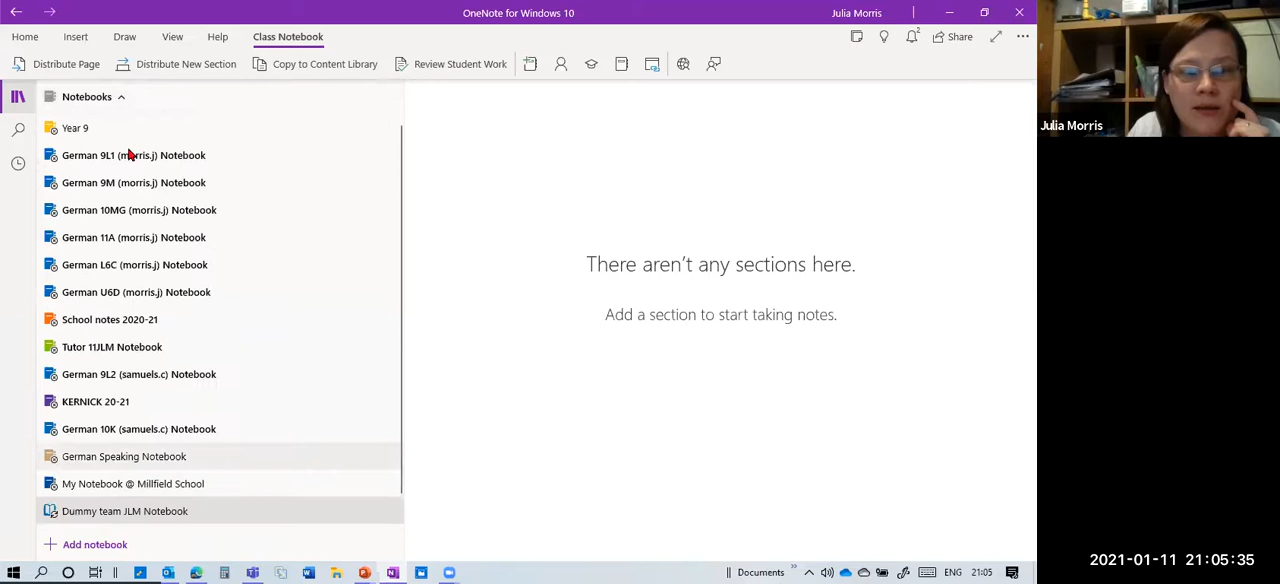 OneNote for Windows 10
Julia Morris
Home Insert Draw View Help Class Notebook
Share
Distribute Page Distribute New Section Copy to Content Library Review Student Work
Notebooks
Year 9
German 9L1 (morris.j) Notebook
German 9M (morris.j) Notebook
German 10MG (morris.j) Notebook
German 11A (morris.j) Notebook
German L6C (morris.j) Notebook
German U6D (morris.j) Notebook
School notes 2020-21
Tutor 11JLM Notebook
German 9L2 (samuels.c) Notebook
KERNICK 20-21
German 10K (samuels.c) Notebook
German Speaking Notebook
My Notebook @ Millfield School
Dummy team JLM Notebook
Add notebook
There aren't any sections here.
Add a section to start taking notes.
Julia Morris
Documents
ENG 21:05
2021-01-11 21:05:35